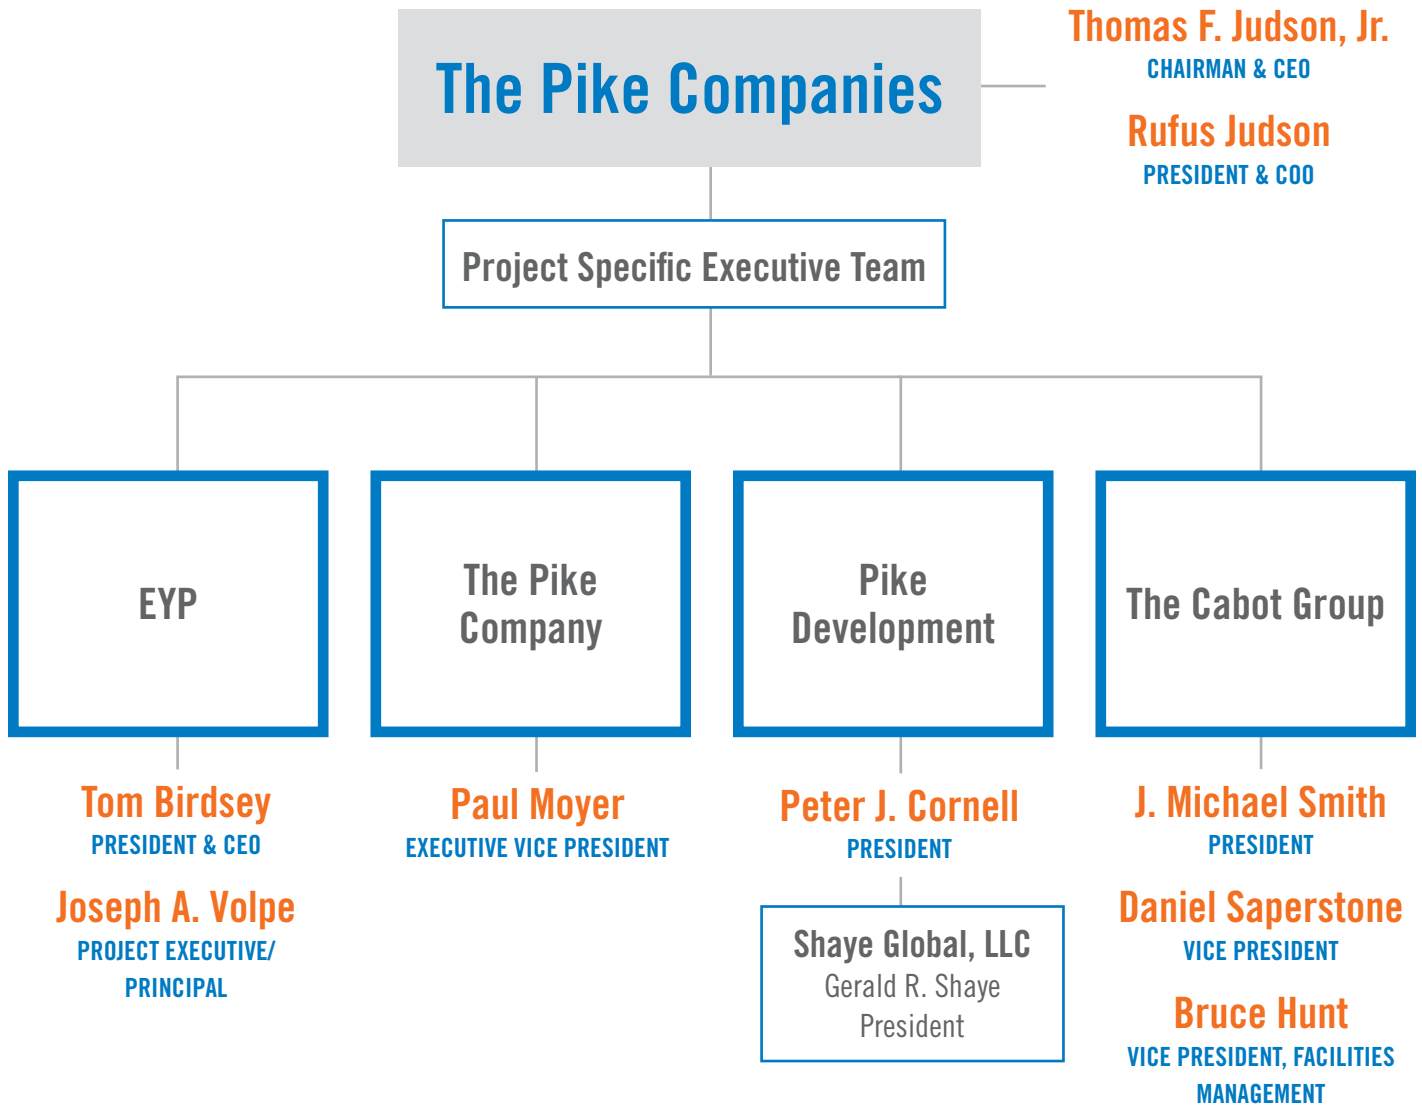 The Pike Companies
Thomas F. Judson, Jr.
CHAIRMAN & CEO
Rufus Judson
PRESIDENT & COO
Project Specific Executive Team
EYP
Tom Birdsey
PRESIDENT & CEO
Joseph A. Volpe
PROJECT EXECUTIVE/
PRINCIPAL
The Pike
Company
Paul Moyer
EXECUTIVE VICE PRESIDENT
Pike
Development
Peter J. Cornell
PRESIDENT
Shaye Global, LLC
Gerald R. Shaye
President
The Cabot Group
J. Michael Smith
PRESIDENT
Daniel Saperstone
VICE PRESIDENT
Bruce Hunt
VICE PRESIDENT, FACILITIES
MANAGEMENT